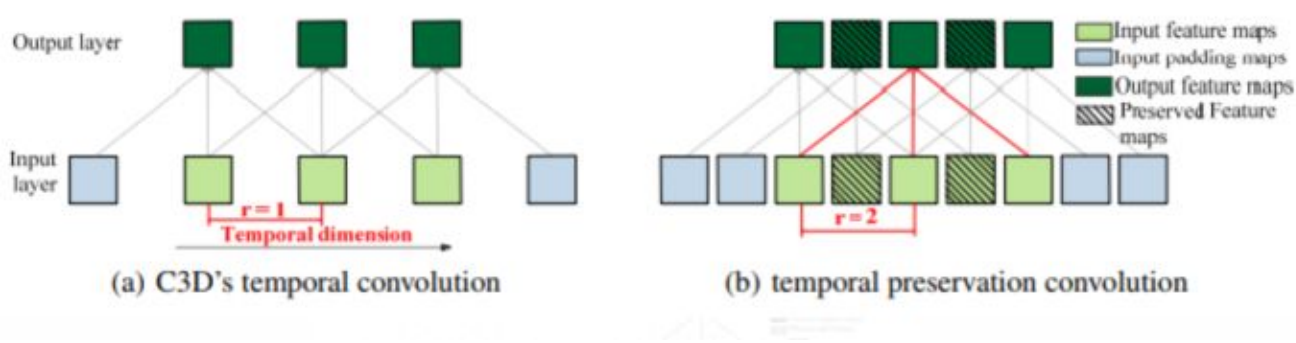 Output layer
Input
layer
r = 1
Temporal dimension
(a) C3D's temporal convolution
Input feature maps
Input padding maps
Output feature maps
Preserved Feature
maps
r = 2
(b) temporal preservation convolution